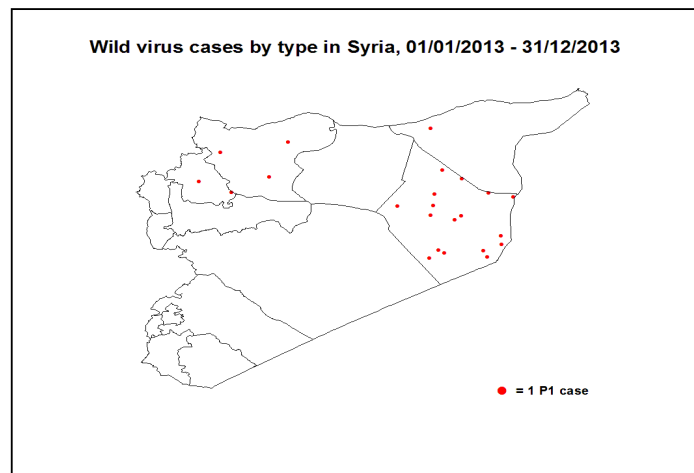 Wild virus cases by type in Syria, 01/01/2013 - 31/12/2013
= 1 P1 case